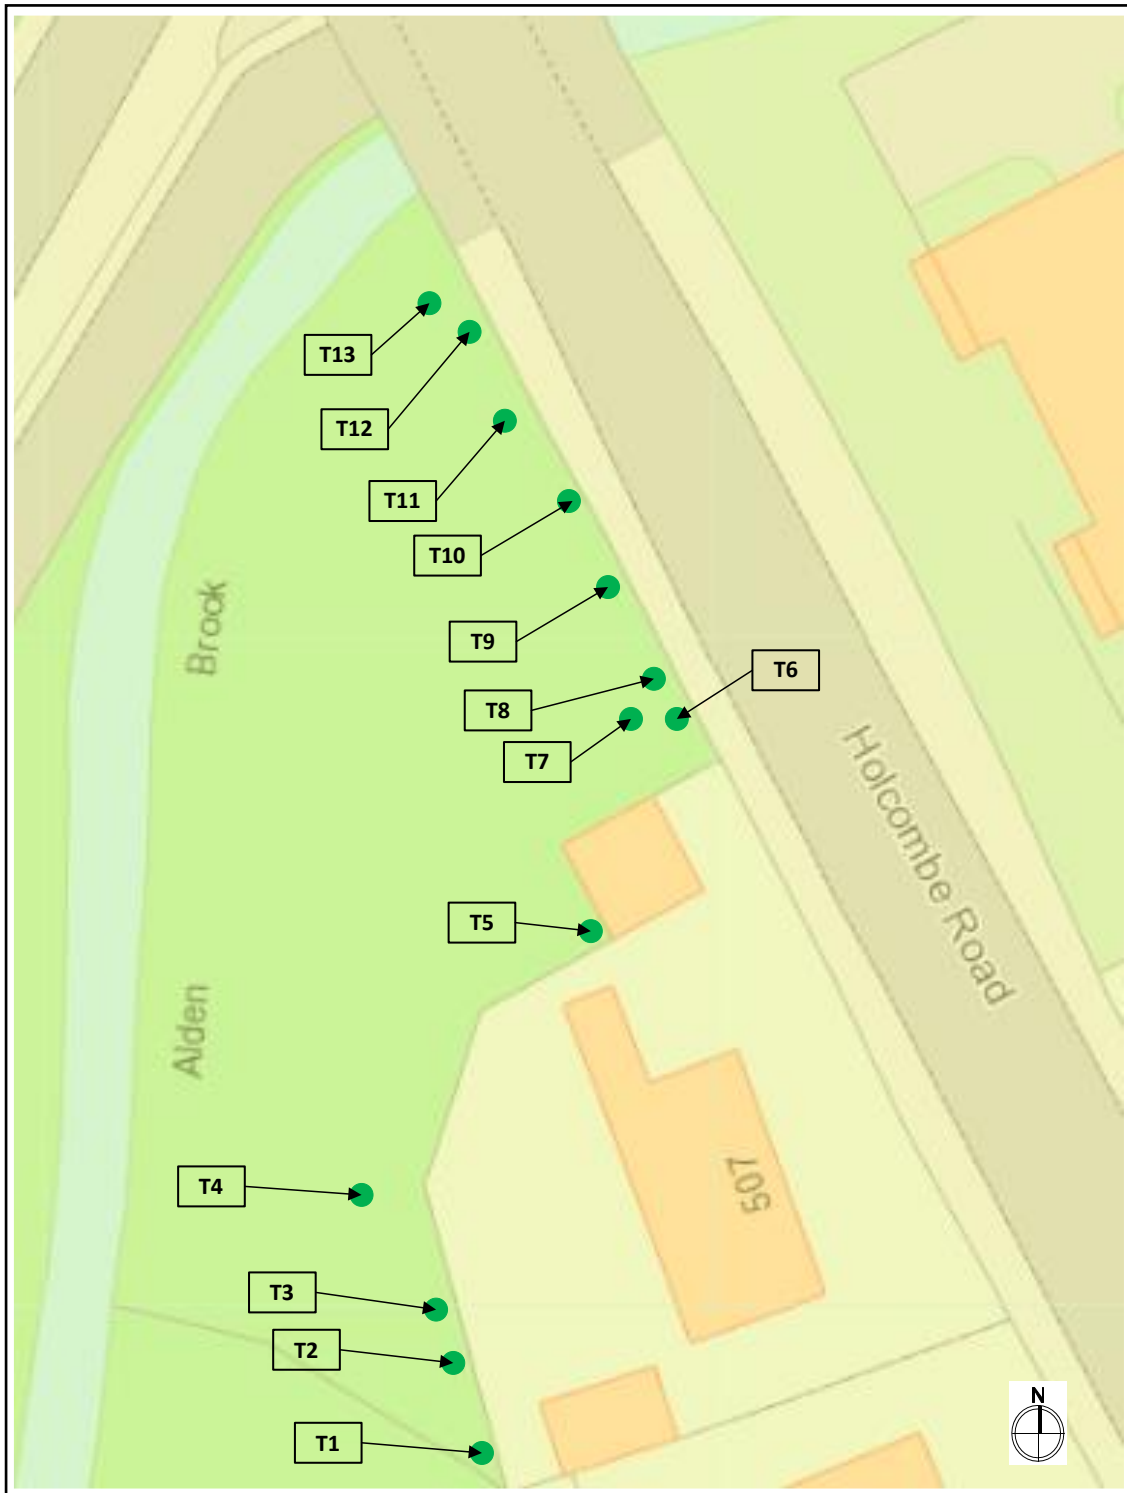 T13
T12
T11
T10
Brook
T9
T6
T8
T7
Holcombe Road
T5
Alden
507
T4
T3
T2
N
T1